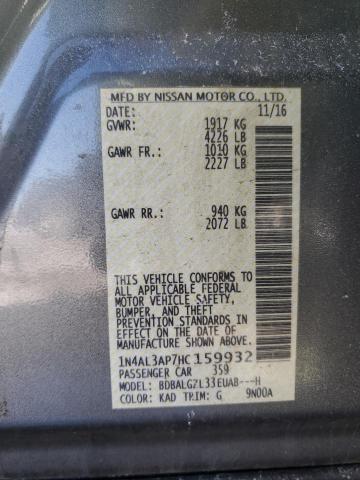 MFD BY NISSAN MOTOR CO., LTD.
DATE: 11/16
GVWR: 1917 KG
4226 LB
GAWR FR: 1010 KG
2227 LB
GAWR RR: 940 KG
2072 LB
THIS VEHICLE CONFORMS TO
ALL APPLICABLE FEDERAL
MOTOR VEHICLE SAFETY,
BUMPER, AND THEFT
PREVENTION STANDARDS
IN EFFECT ON THE DATE
OF MANUFACTURE SHOWN ABOVE.
1N4AL3AP7HC159932
PASSENGER CAR 359
MODEL: BDBALGZL33EUAB---H
COLOR: KAD TRIM: G 9N00A